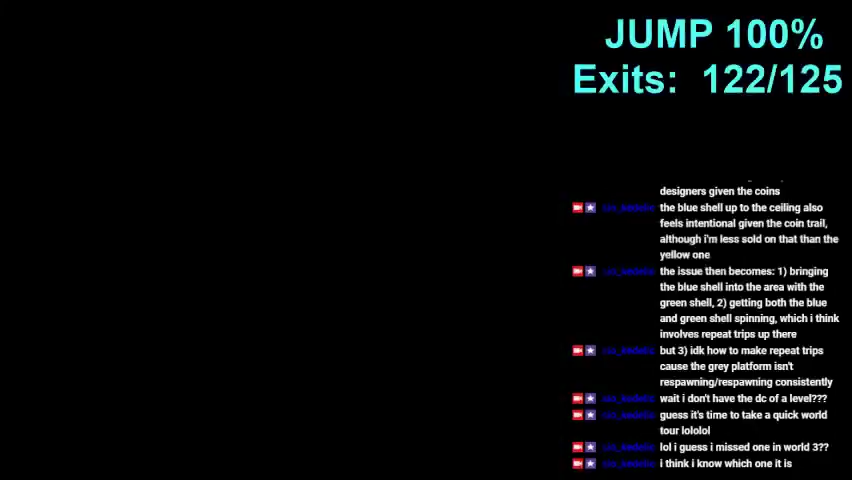 JUMP 100%
Exits: 122/125
designers given the coins
the blue shell up to the ceiling also
feels intentional given the coin trail,
although i'm less sold on that than the
yellow one
the issue then becomes: 1) bringing
the blue shell into the area with the
green shell, 2) getting both the blue
and green shell spinning, which i think
involves repeat trips up there
but 3) idk how to make repeat trips
cause the grey platform isn't
respawning/respawning consistently
wait i don't have the dc of a level???
guess it's time to take a quick world
tour lololol
lol i guess i missed one in world 3??
i think i know which one it is